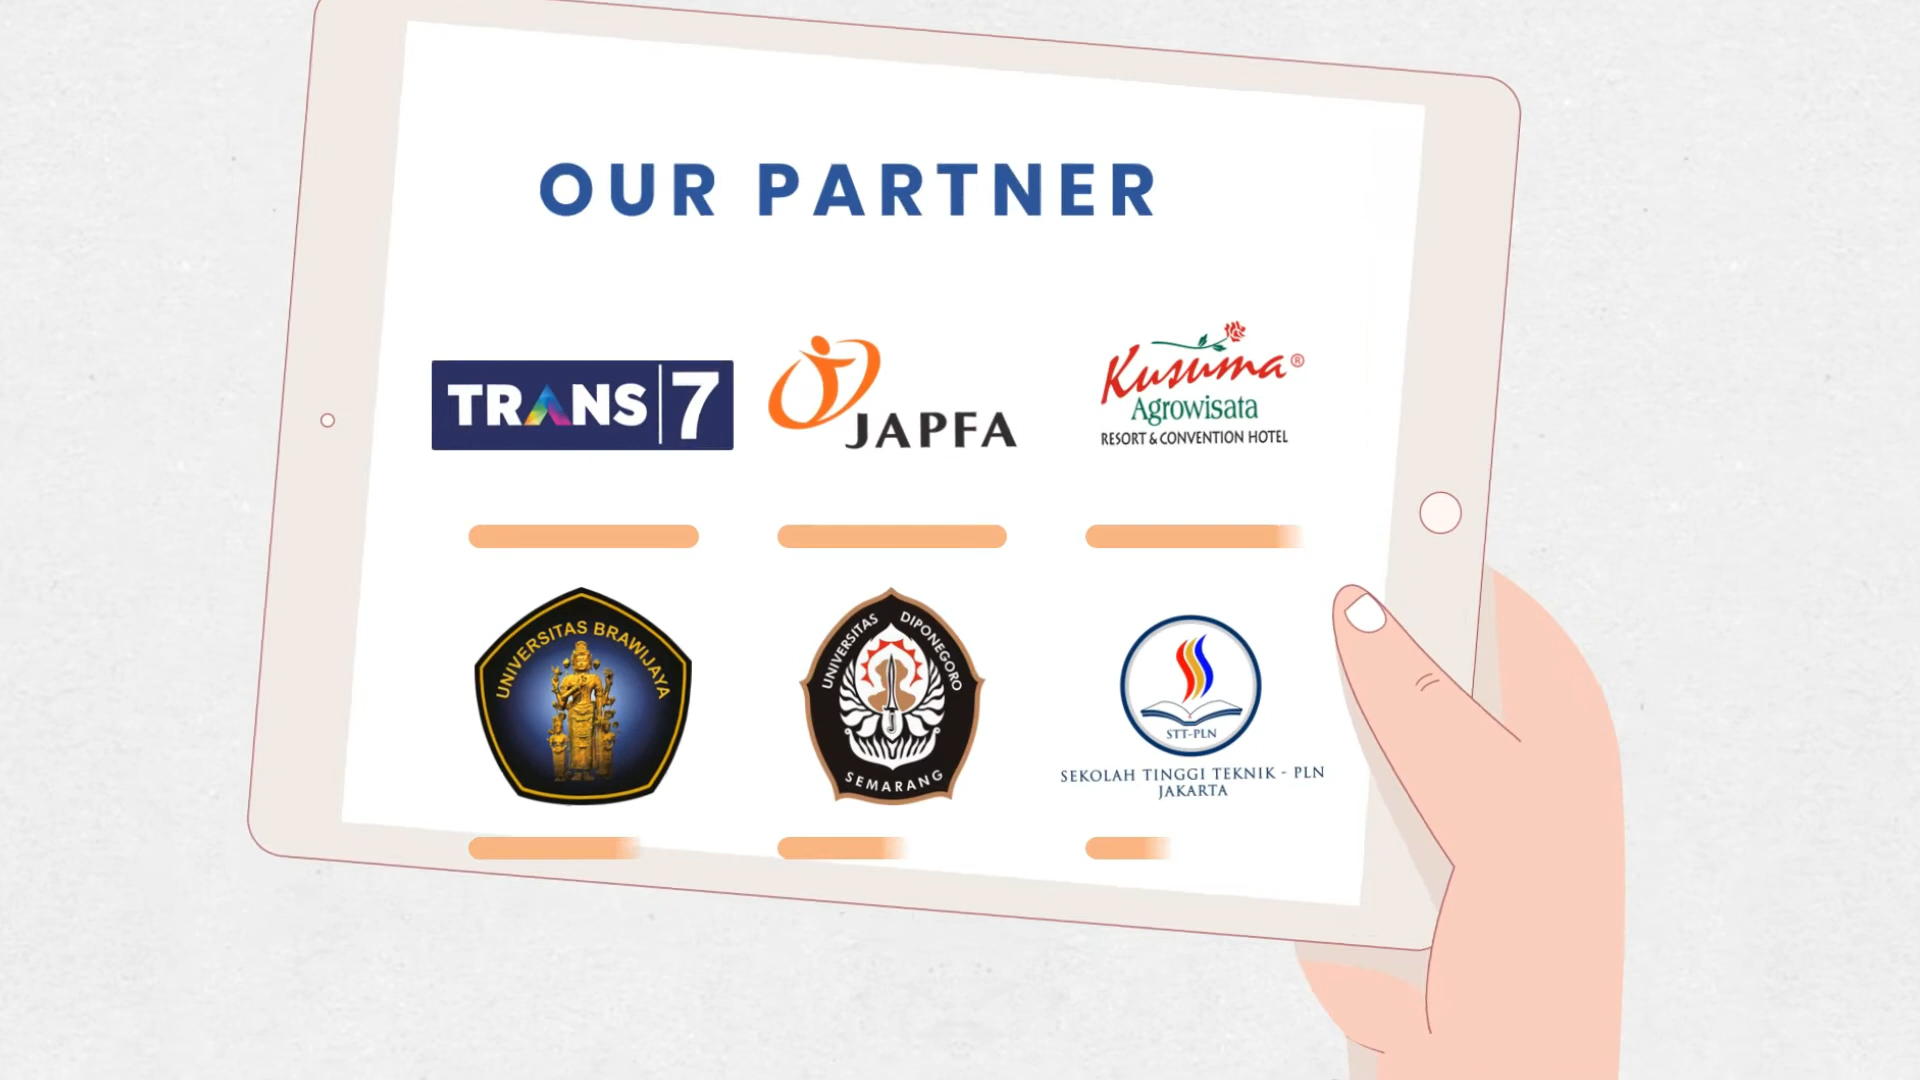 OUR PARTNER
TRANS 7
JAPFA
Kusuma®
Agrowisata
RESORT & CONVENTION HOTEL
UNIVERSITAS BRAWIJAYA
UNIVERSITAS DIPONEGORO
SEMARANG
STT-PLN
SEKOLAH TINGGI TEKNIK - PLN
JAKARTA